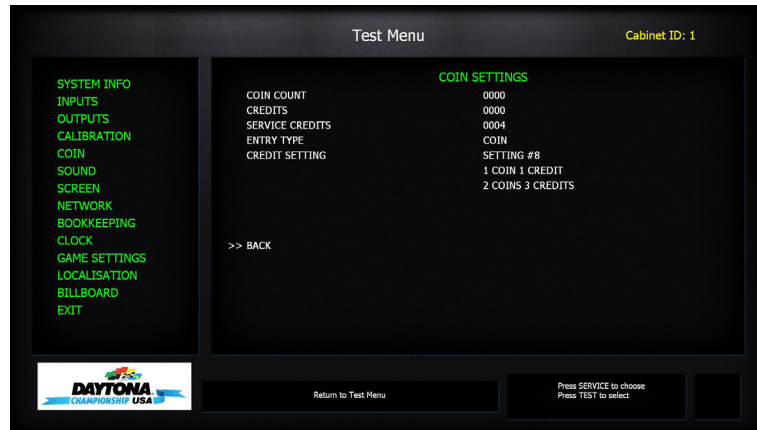 Test Menu
Cabinet ID: 1
SYSTEM INFO
INPUTS
OUTPUTS
CALIBRATION
COIN
SOUND
SCREEN
NETWORK
BOOKKEEPING
CLOCK
GAME SETTINGS
LOCALISATION
BILLBOARD
EXIT
COIN SETTINGS
COIN COUNT 0000
CREDITS 0000
SERVICE CREDITS 0004
ENTRY TYPE COIN
CREDIT SETTING SETTING #8
1 COIN 1 CREDIT
2 COINS 3 CREDITS
>> BACK
DAYTONA
CHAMPIONSHIP USA
Return to Test Menu
Press SERVICE to choose
Press TEST to select